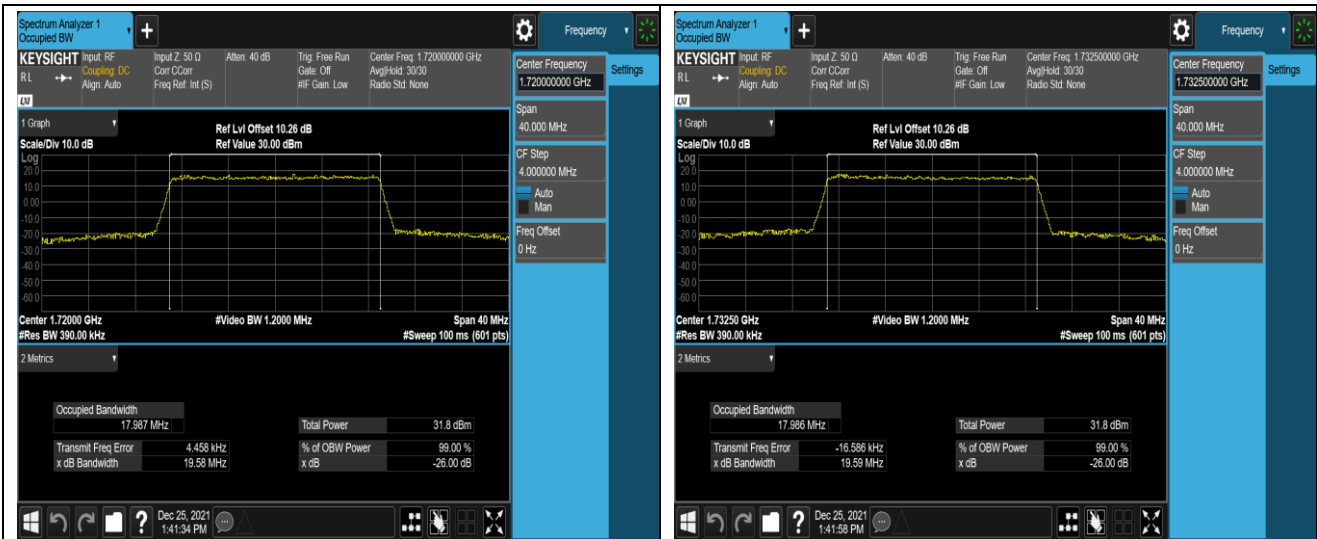 Spectrum Analyzer 1
Occupied BW
+
Frequency
KEYSIGHT
RL
LXI
Input: RF
Coupling: DC
Align: Auto
Input Z: 50 Ω
Corr CCorr
Freq Ref: Int (S)
Atten: 40 dB
Trig: Free Run
Gate: Off
#IF Gain: Low
Center Freq: 1.720000000 GHz
Avg|Hold: 30/30
Radio Std: None
Center Frequency
1.720000000 GHz
Settings
Span
40.000 MHz
CF Step
4.000000 MHz
Auto
Man
Freq Offset
0 Hz
1 Graph
Ref Lvl Offset 10.26 dB
Scale/Div 10.0 dB
Ref Value 30.00 dBm
Log
20.0
10.0
0.00
-10.0
-20.0
-30.0
-40.0
-50.0
-60.0
Center 1.72000 GHz
#Video BW 1.2000 MHz
Span 40 MHz
#Res BW 390.00 kHz
#Sweep 100 ms (601 pts)
2 Metrics
Occupied Bandwidth
17.987 MHz
Total Power 31.8 dBm
Transmit Freq Error 4.458 kHz
% of OBW Power 99.00 %
x dB Bandwidth 19.58 MHz
x dB -26.00 dB
?
Dec 25, 2021
1:41:34 PM
Spectrum Analyzer 1
Occupied BW
+
Frequency
KEYSIGHT
RL
LXI
Input: RF
Coupling: DC
Align: Auto
Input Z: 50 Ω
Corr CCorr
Freq Ref: Int (S)
Atten: 40 dB
Trig: Free Run
Gate: Off
#IF Gain: Low
Center Freq: 1.732500000 GHz
Avg|Hold: 30/30
Radio Std: None
Center Frequency
1.732500000 GHz
Settings
Span
40.000 MHz
CF Step
4.000000 MHz
Auto
Man
Freq Offset
0 Hz
1 Graph
Ref Lvl Offset 10.26 dB
Scale/Div 10.0 dB
Ref Value 30.00 dBm
Log
20.0
10.0
0.00
-10.0
-20.0
-30.0
-40.0
-50.0
-60.0
Center 1.73250 GHz
#Video BW 1.2000 MHz
Span 40 MHz
#Res BW 390.00 kHz
#Sweep 100 ms (601 pts)
2 Metrics
Occupied Bandwidth
17.986 MHz
Total Power 31.8 dBm
Transmit Freq Error -16.586 kHz
% of OBW Power 99.00 %
x dB Bandwidth 19.59 MHz
x dB -26.00 dB
?
Dec 25, 2021
1:41:58 PM